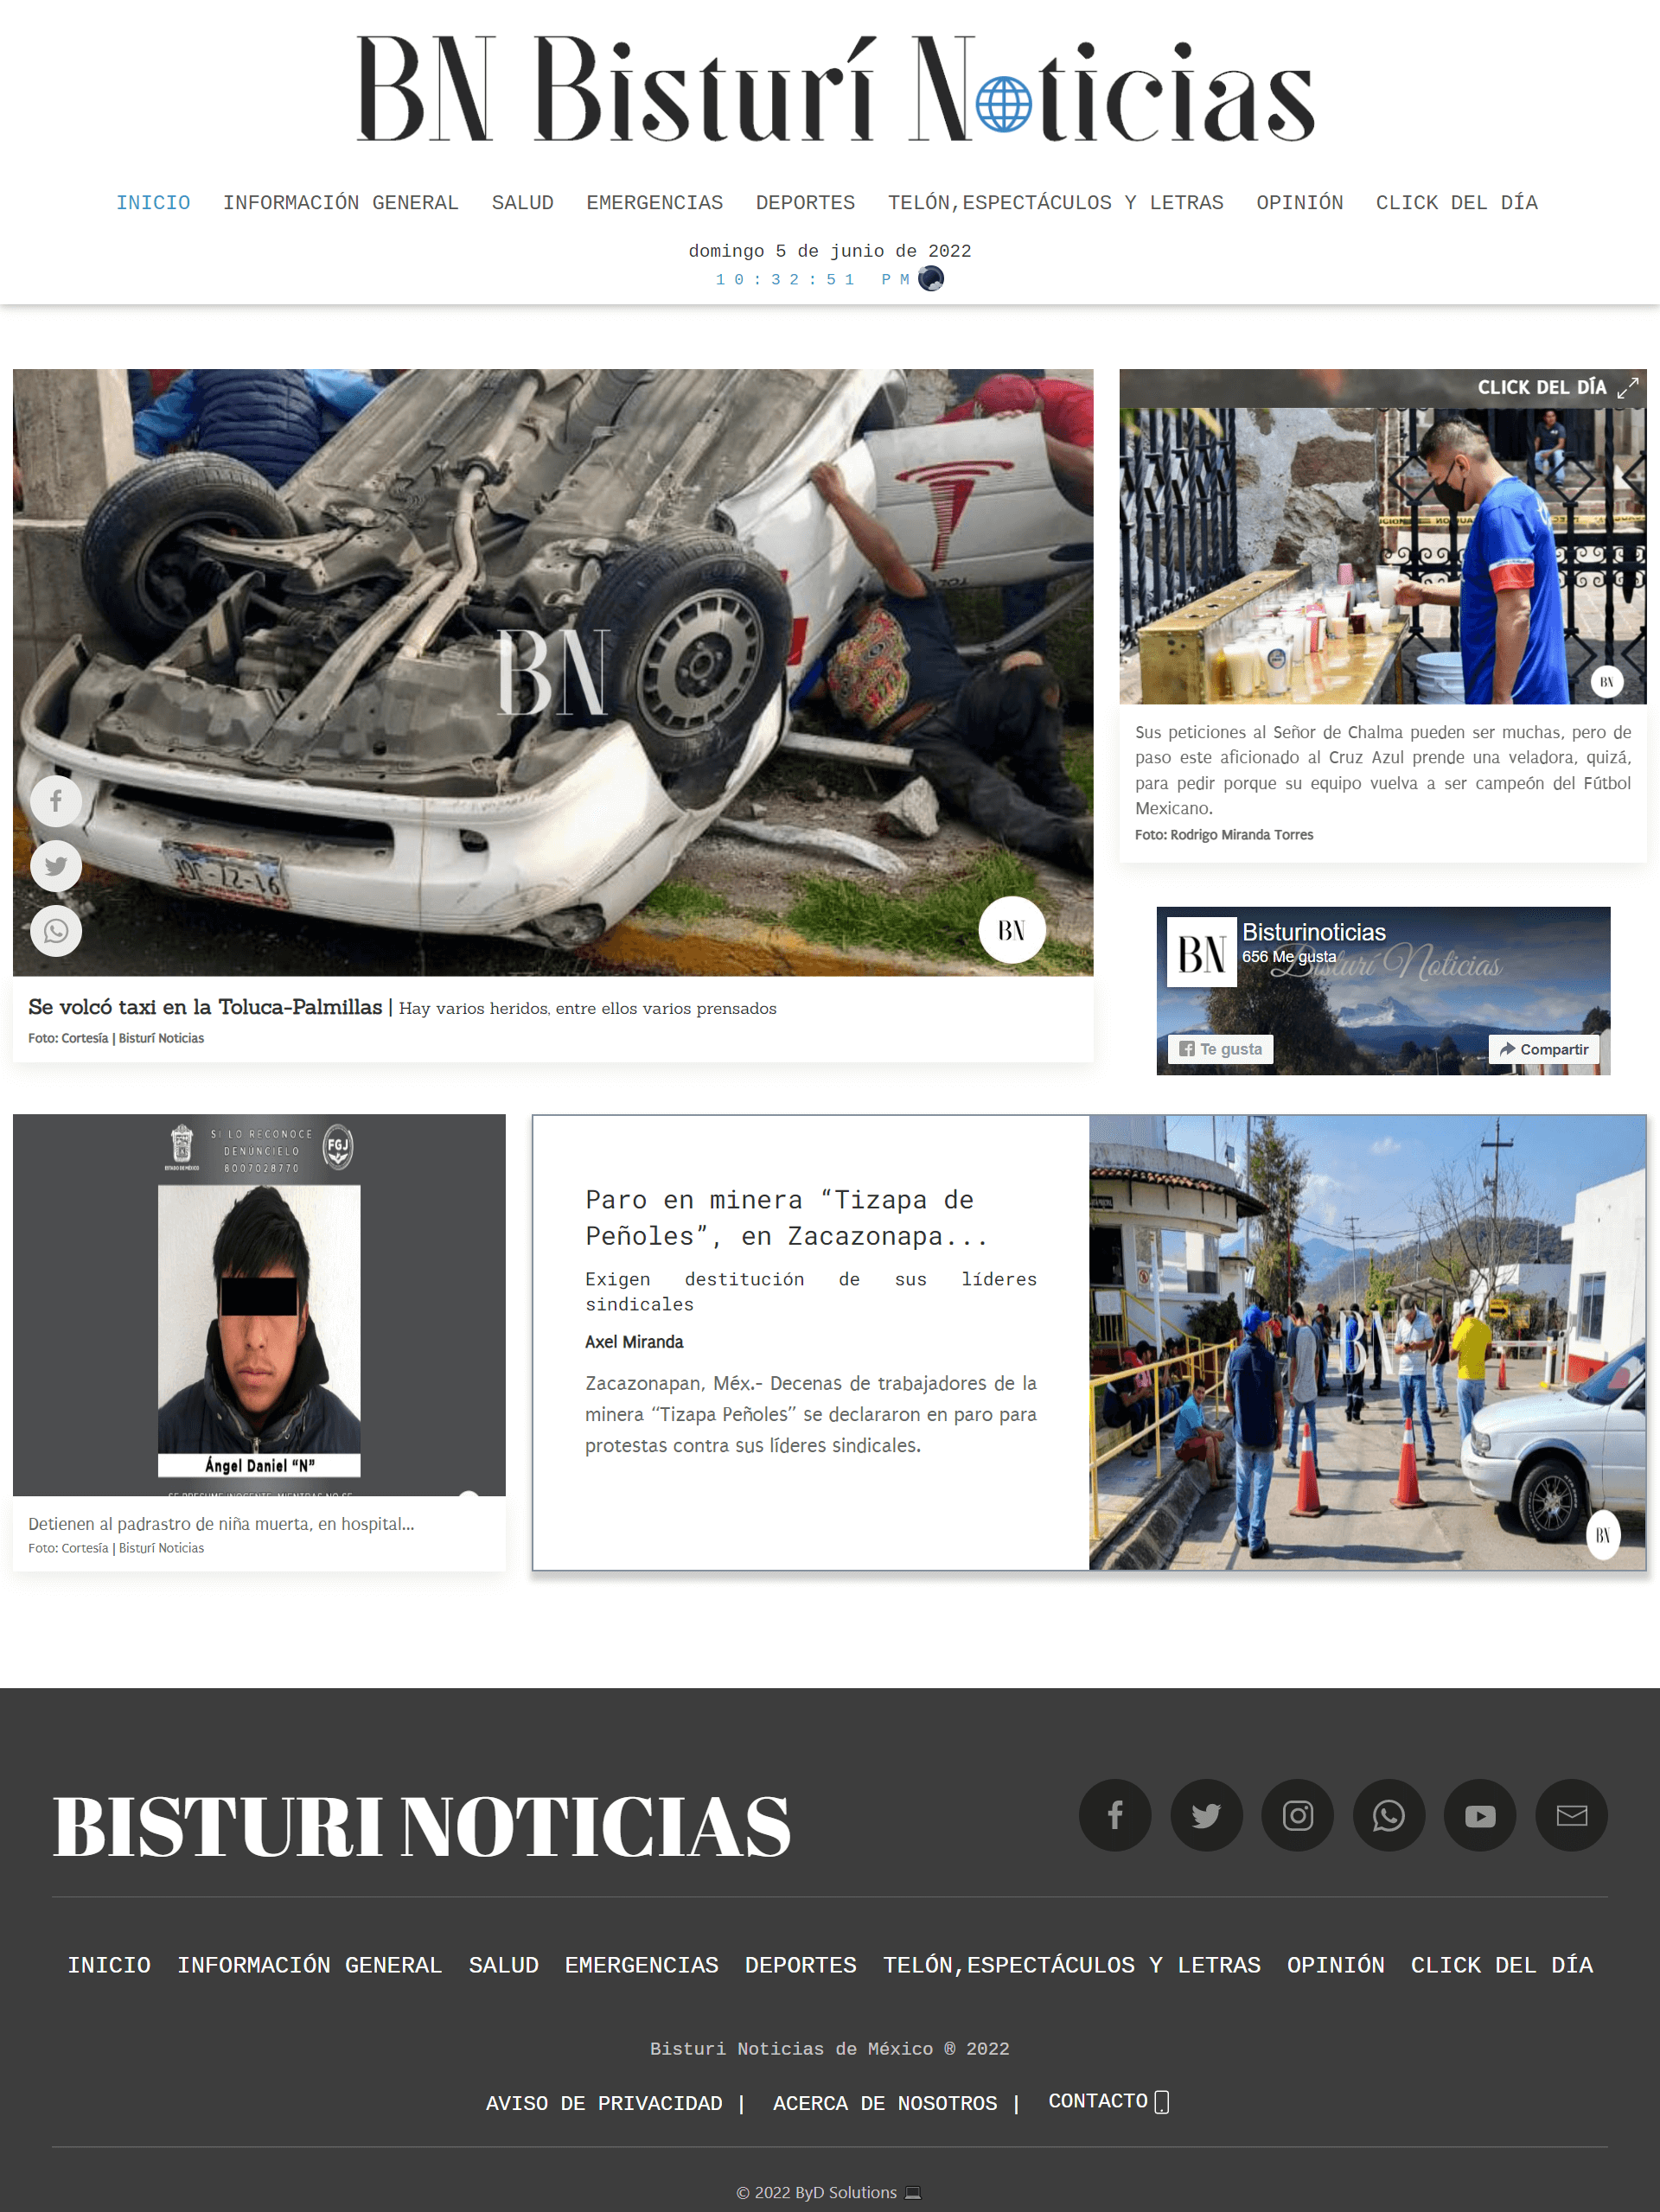 BN Bisturí Noticias
INICIO INFORMACIÓN GENERAL SALUD EMERGENCIAS DEPORTES TELÓN,ESPECTÁCULOS Y LETRAS OPINIÓN CLICK DEL DÍA
domingo 5 de junio de 2022
10:32:51 PM
BN
BN
Se volcó taxi en la Toluca-Palmillas | Hay varios heridos, entre ellos varios prensados
Foto: Cortesía | Bisturí Noticias
CLICK DEL DÍA
BN
Sus peticiones al Señor de Chalma pueden ser muchas, pero de
paso este aficionado al Cruz Azul prende una veladora, quizá,
para pedir porque su equipo vuelva a ser campeón del Fútbol
Mexicano.
Foto: Rodrigo Miranda Torres
BN
Bisturinoticias
656 Me gusta
Bisturí Noticias
Te gusta
Compartir
SI LO RECONOCE
DENUNCIELO
8007028770
ESTADO DE MÉXICO
FGJ
Ángel Daniel “N”
Detienen al padrastro de niña muerta, en hospital...
Foto: Cortesía | Bisturí Noticias
Paro en minera “Tizapa de
Peñoles”, en Zacazonapa...
Exigen destitución de sus líderes
sindicales
Axel Miranda
Zacazonapan, Méx.- Decenas de trabajadores de la
minera “Tizapa Peñoles” se declararon en paro para
protestas contra sus líderes sindicales.
BN
BN
BISTURI NOTICIAS
INICIO INFORMACIÓN GENERAL SALUD EMERGENCIAS DEPORTES TELÓN,ESPECTÁCULOS Y LETRAS OPINIÓN CLICK DEL DÍA
Bisturi Noticias de México ® 2022
AVISO DE PRIVACIDAD | ACERCA DE NOSOTROS | CONTACTO
© 2022 ByD Solutions